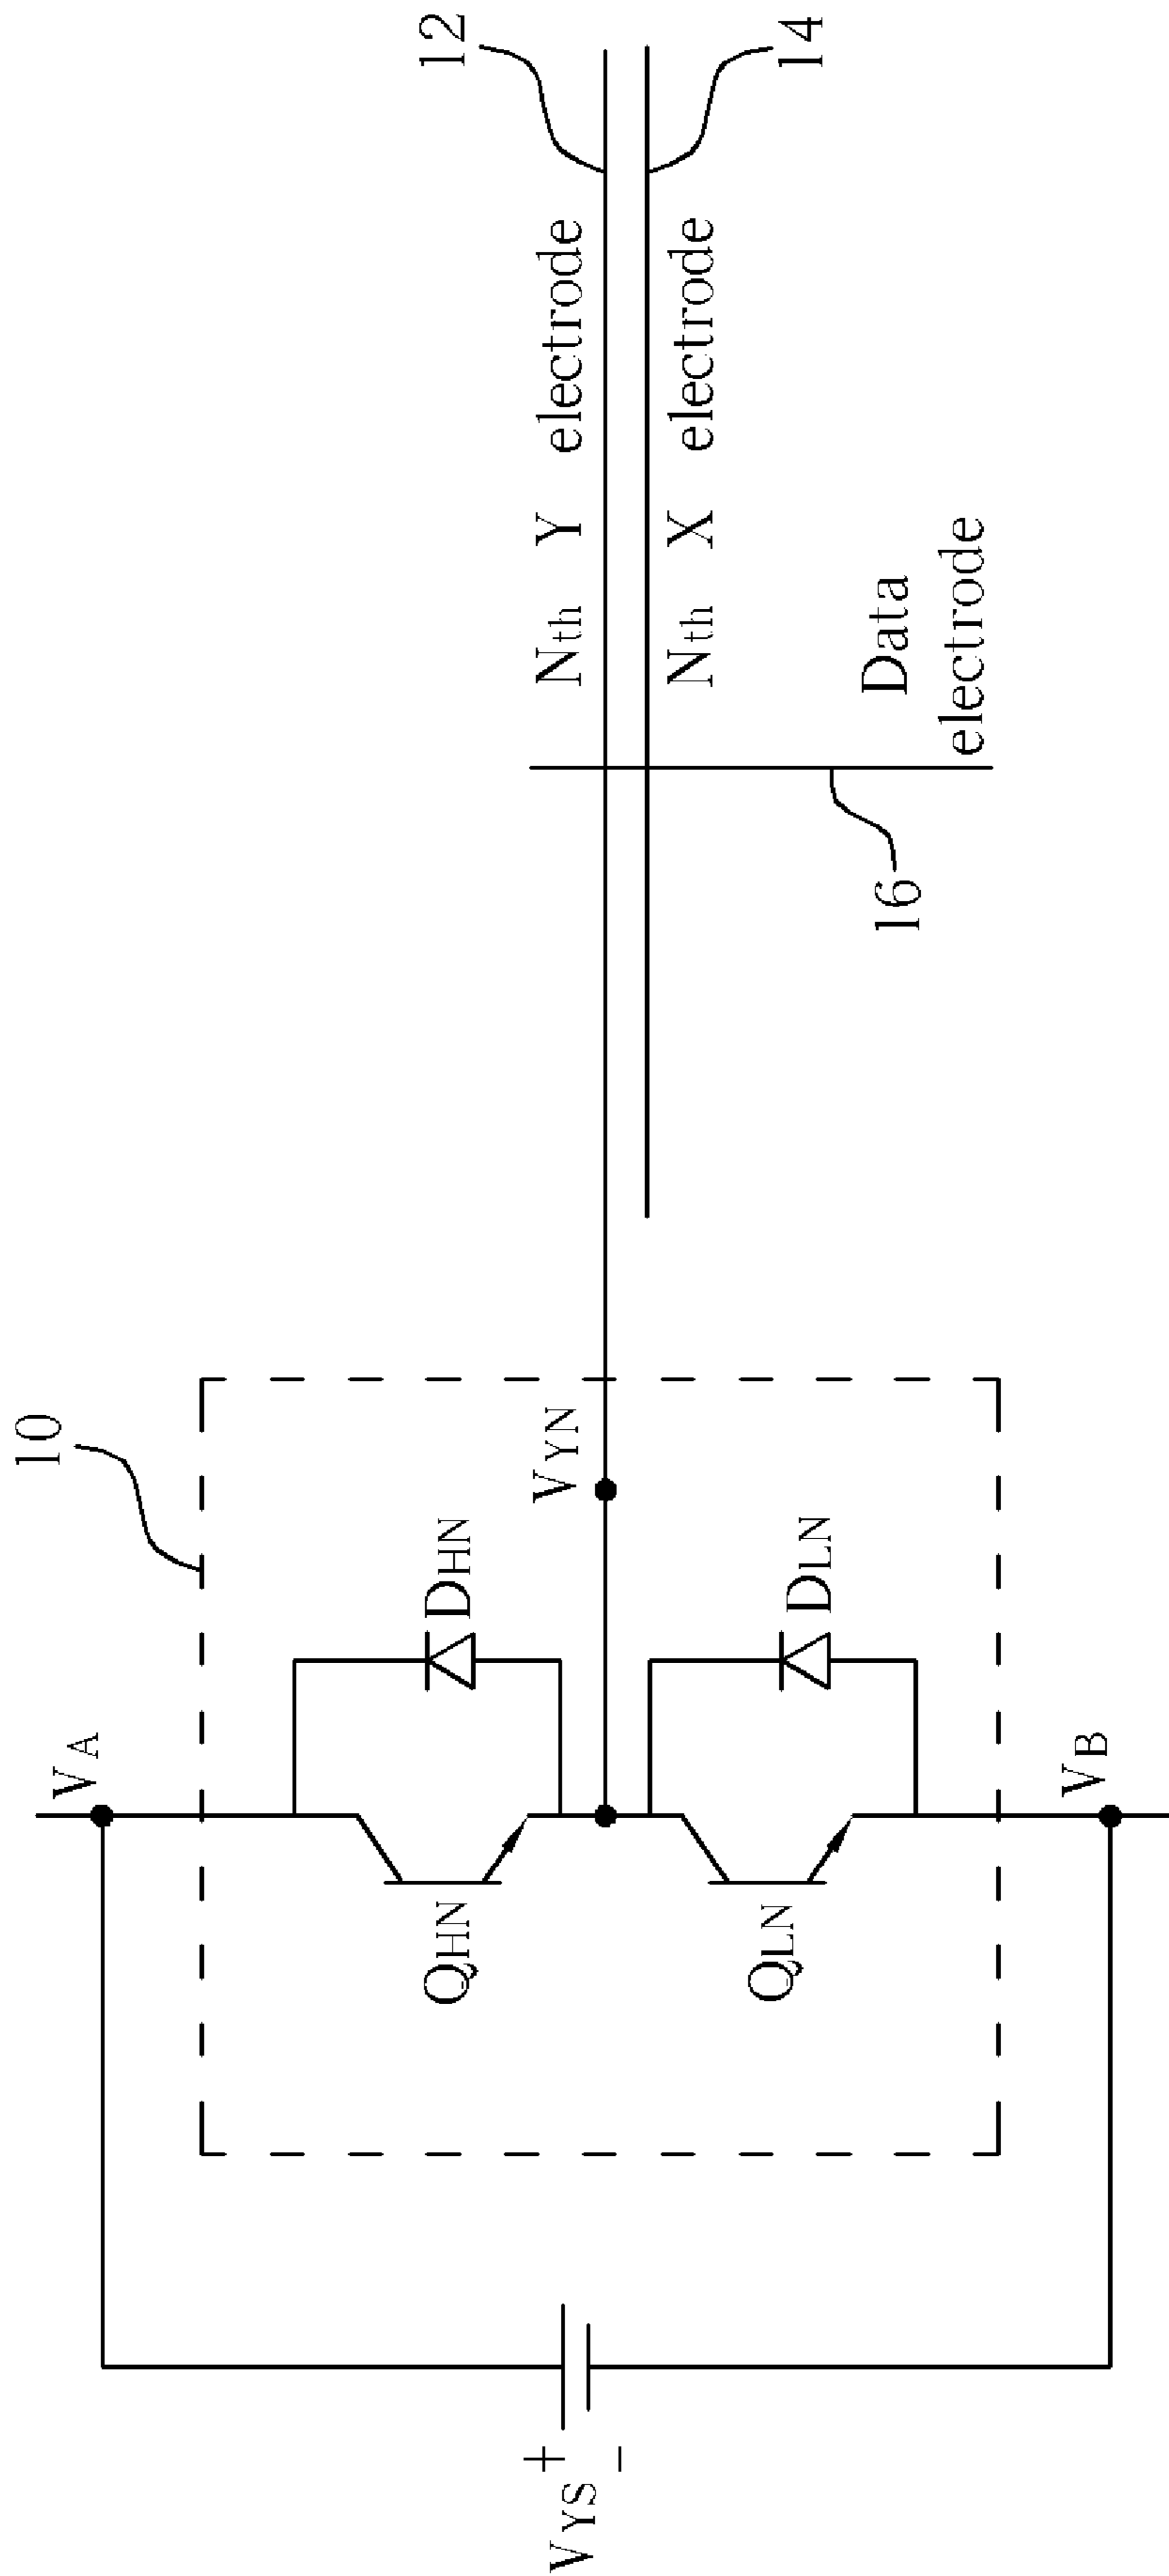 10
12
14
16
VA
VB
VYS
+
-
QHN
DHN
QLN
DLN
VYN
Nth Y electrode
Nth X electrode
Data
electrode